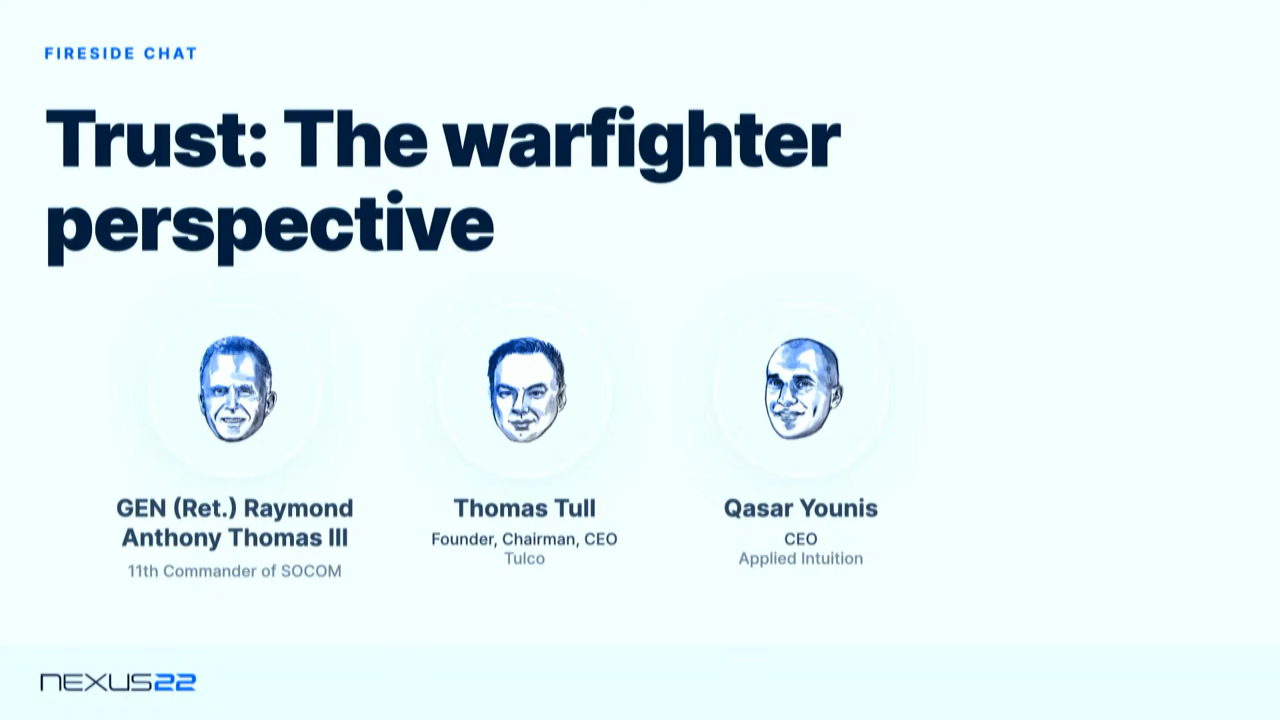 FIRESIDE CHAT
Trust: The warfighter
perspective
GEN (Ret.) Raymond
Anthony Thomas III
11th Commander of SOCOM
Thomas Tull
Founder, Chairman, CEO
Tulco
Qasar Younis
CEO
Applied Intuition
NEXUS22